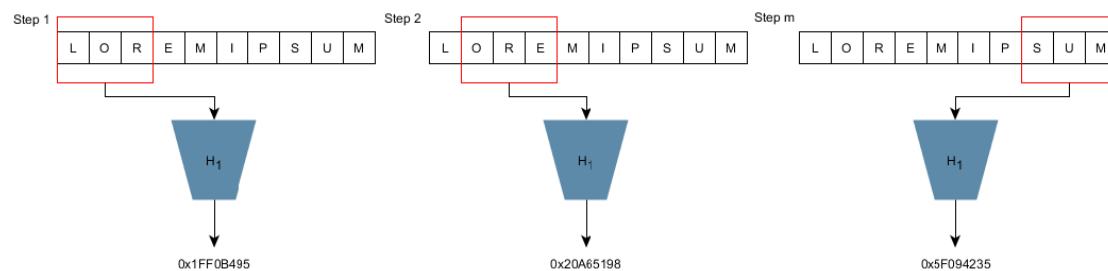 Step 1
L O R E M I P S U M
H1
0x1FF0B495
Step 2
L O R E M I P S U M
H1
0x20A65198
Step m
L O R E M I P S U M
H1
0x5F094235